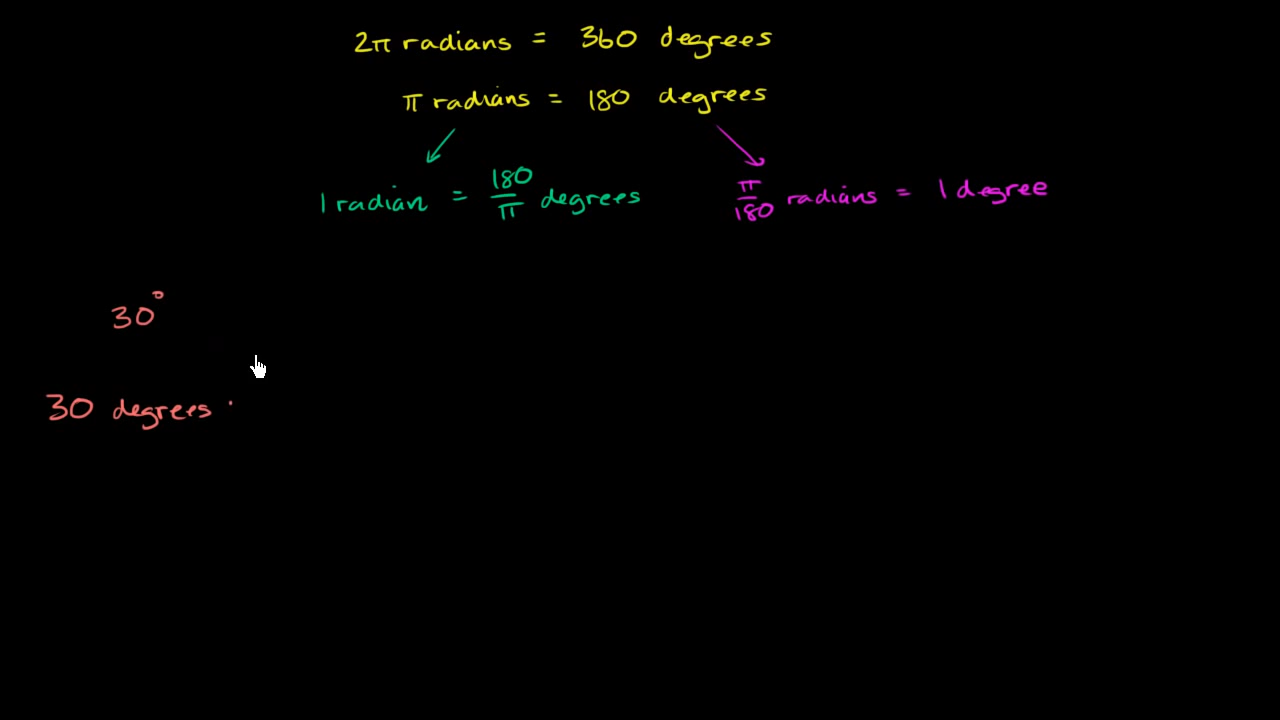 2π radians = 360 degrees
π radians = 180 degrees
1 radian = 180/π degrees
π/180 radians = 1 degree
30°
30 degrees ·